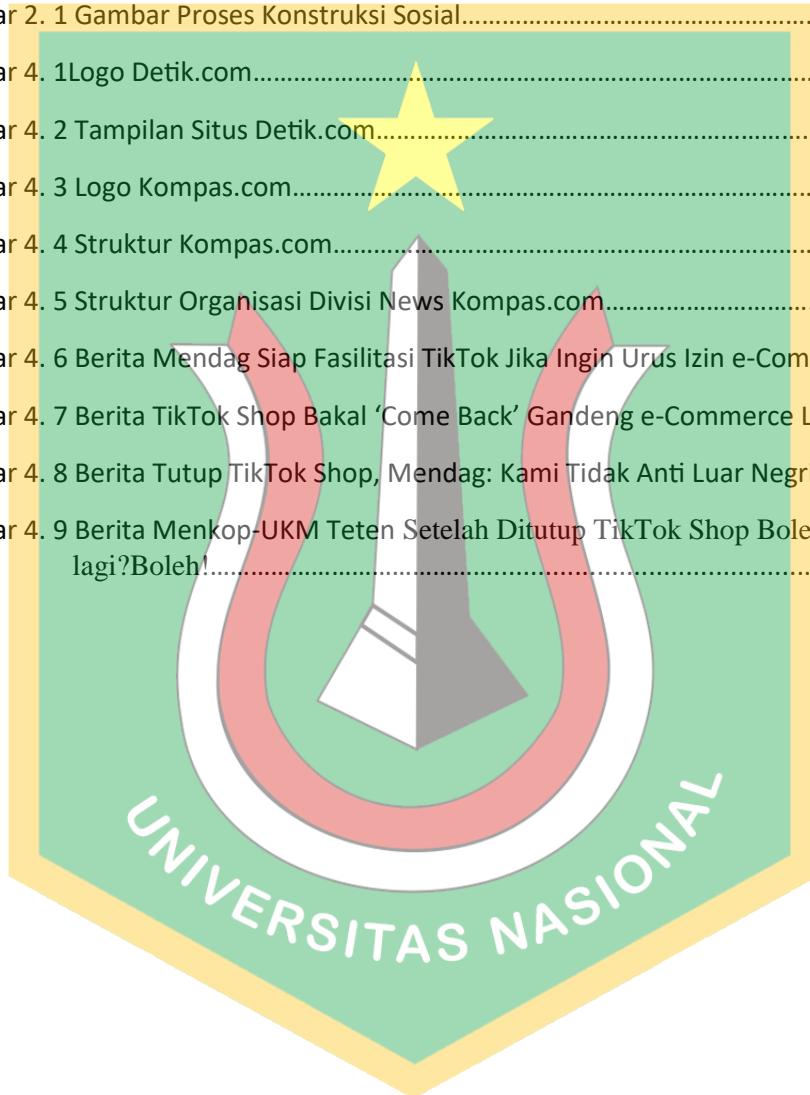 ar 2. 1 Gambar Proses Konstruksi Sosial.......................................................................
ar 4. 1Logo Detik.com.......................................................................
ar 4. 2 Tampilan Situs Detik.com.......................................................................
ar 4. 3 Logo Kompas.com.......................................................................
ar 4. 4 Struktur Kompas.com.......................................................................
ar 4. 5 Struktur Organisasi Divisi News Kompas.com.............................................
ar 4. 6 Berita Mendag Siap Fasilitasi TikTok Jika Ingin Urus Izin e-Com
ar 4. 7 Berita TikTok Shop Bakal ‘Come Back’ Gandeng e-Commerce L
ar 4. 8 Berita Tutup TikTok Shop, Mendag: Kami Tidak Anti Luar Negri
ar 4. 9 Berita Menkop-UKM Teten Setelah Ditutup TikTok Shop Bole
lagi?Boleh!.......................................................................
UNIVERSITAS NASIONAL